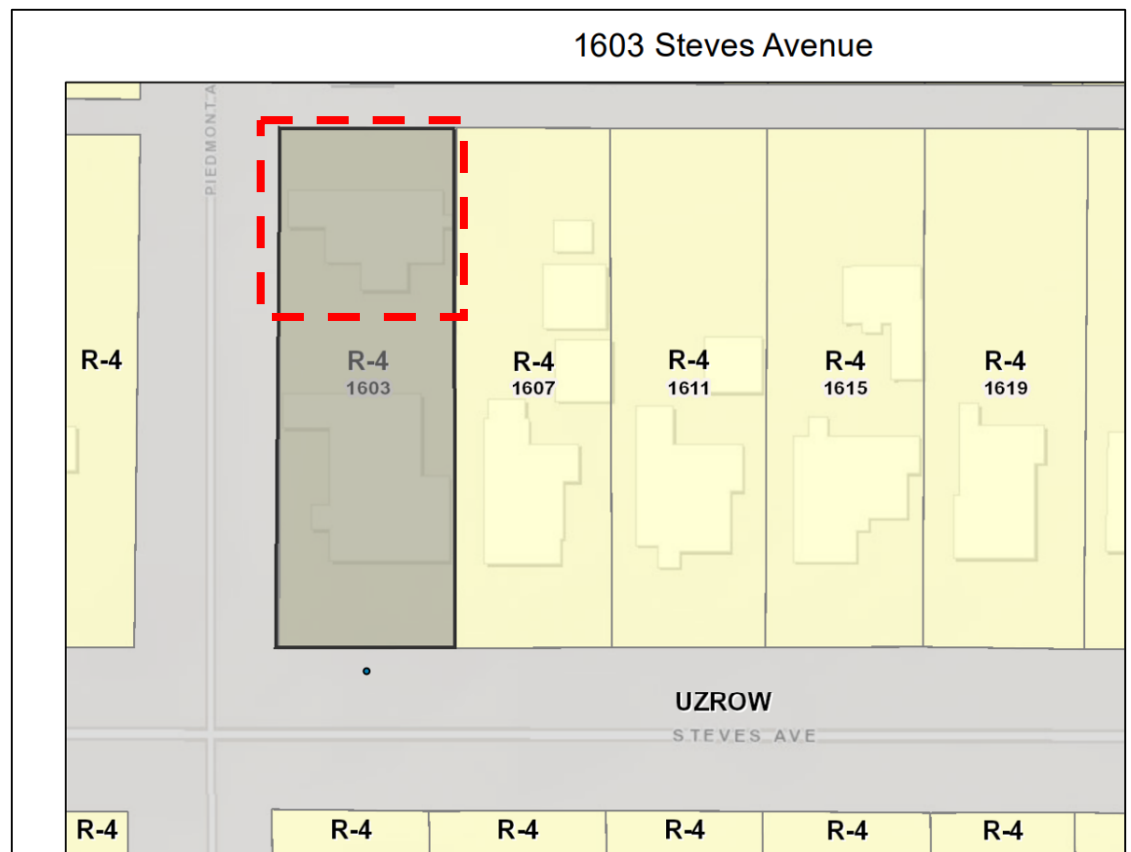 1603 Steves Avenue
PIEDMONT A
R-4
R-4
1603
R-4
1607
R-4
1611
R-4
1615
R-4
1619
UZROW
STEVES AVE
R-4
R-4
R-4
R-4
R-4
R-4